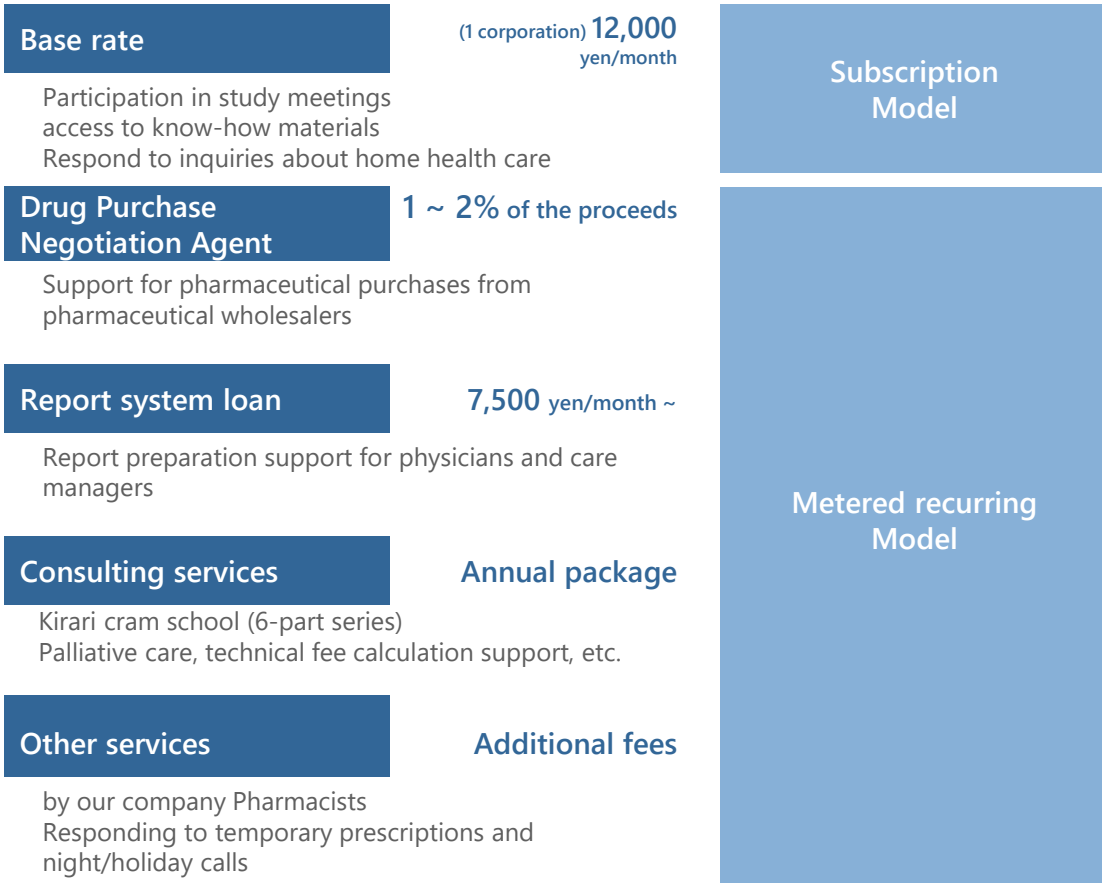 Base rate
(1 corporation) 12,000
yen/month
Participation in study meetings
access to know-how materials
Respond to inquiries about home health care
Subscription
Model
Drug Purchase
Negotiation Agent
1 ~ 2% of the proceeds
Support for pharmaceutical purchases from
pharmaceutical wholesalers
Report system loan
7,500 yen/month ~
Report preparation support for physicians and care
managers
Consulting services
Annual package
Kirari cram school (6-part series)
Palliative care, technical fee calculation support, etc.
Other services
Additional fees
by our company Pharmacists
Responding to temporary prescriptions and
night/holiday calls
Metered recurring
Model